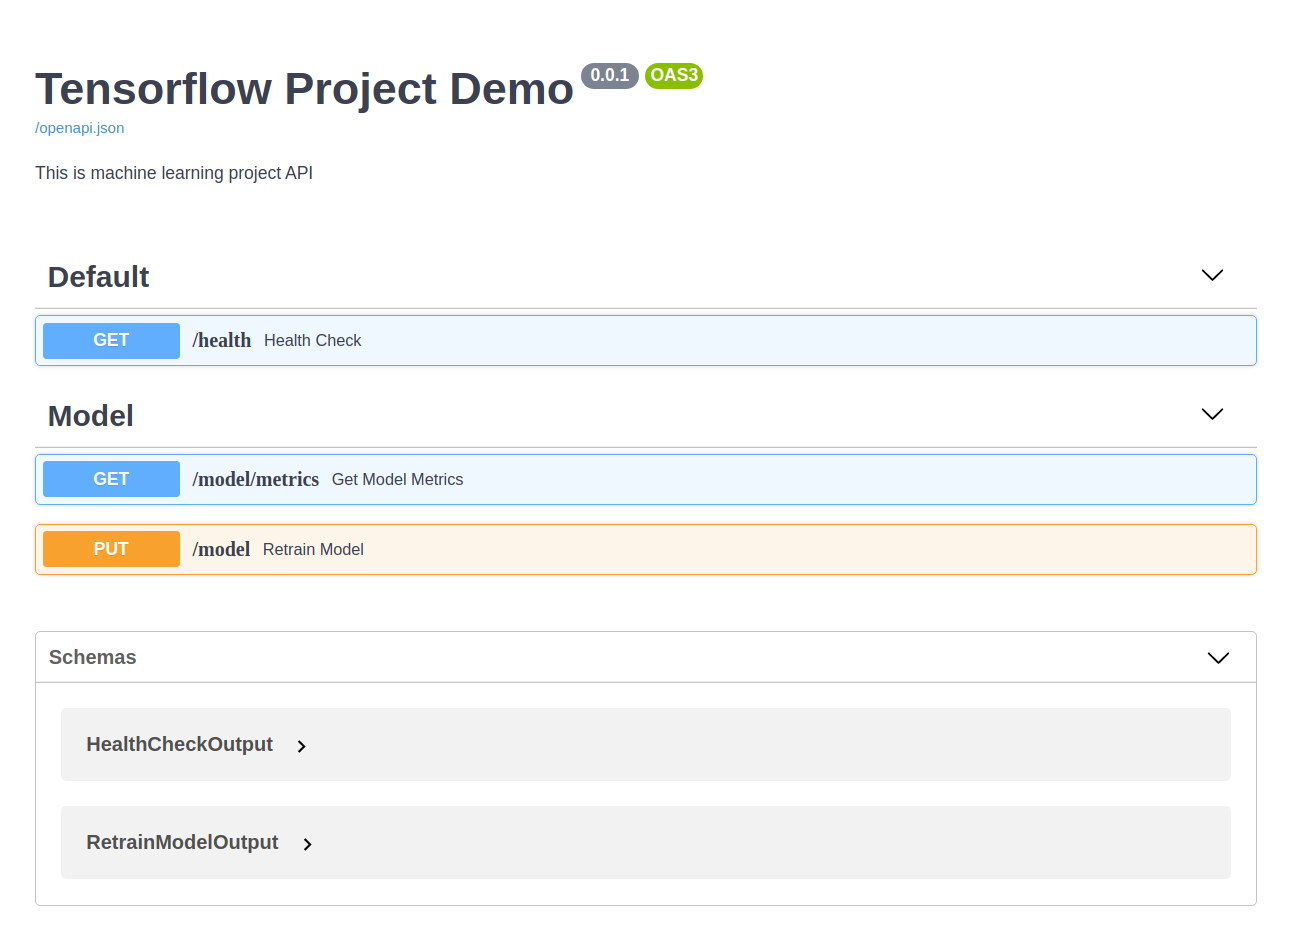 Tensorflow Project Demo 0.0.1 OAS3
/openapi.json
This is machine learning project API
Default
GET /health Health Check
Model
GET /model/metrics Get Model Metrics
PUT /model Retrain Model
Schemas
HealthCheckOutput
RetrainModelOutput